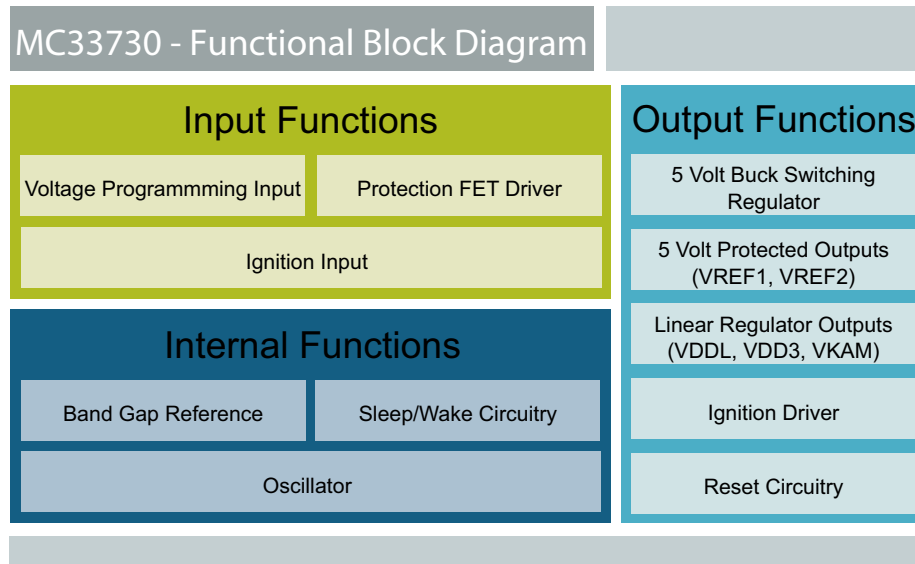 MC33730 - Functional Block Diagram
Input Functions
Voltage Programmming Input
Protection FET Driver
Ignition Input
Internal Functions
Band Gap Reference
Sleep/Wake Circuitry
Oscillator
Output Functions
5 Volt Buck Switching
Regulator
5 Volt Protected Outputs
(VREF1, VREF2)
Linear Regulator Outputs
(VDDL, VDD3, VKAM)
Ignition Driver
Reset Circuitry